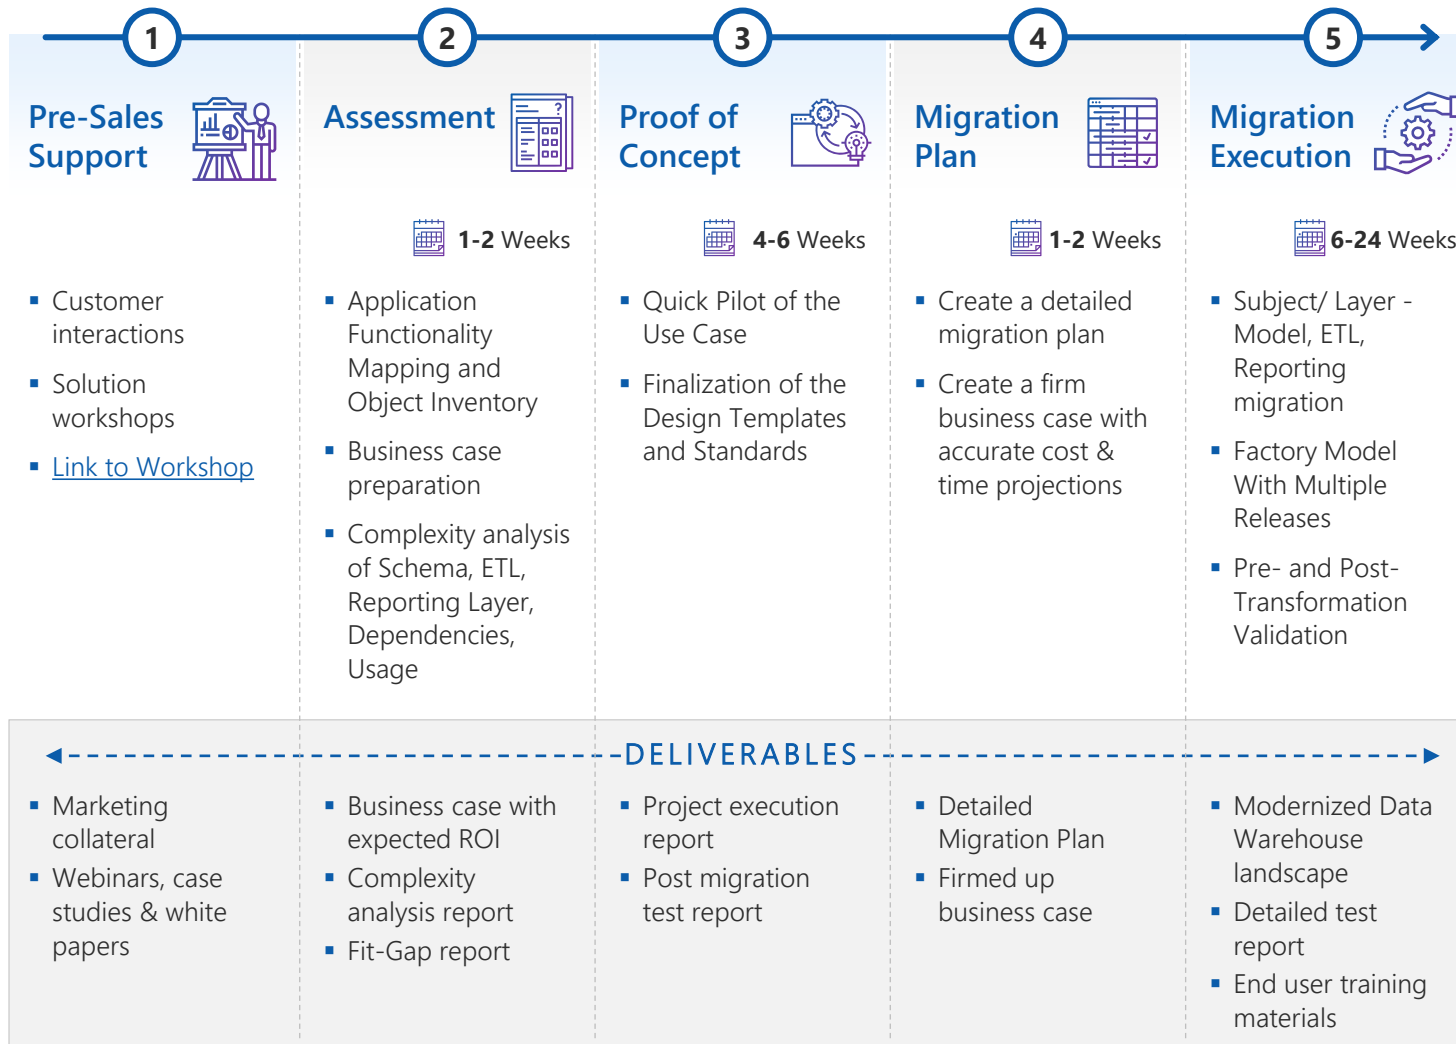 1
2
3
4
5
Pre-Sales
Support
Assessment
Proof of
Concept
Migration
Plan
Migration
Execution
1-2 Weeks
4-6 Weeks
1-2 Weeks
6-24 Weeks
▪ Customer
interactions
▪ Solution
workshops
▪ Link to Workshop
▪ Application
Functionality
Mapping and
Object Inventory
▪ Business case
preparation
▪ Complexity analysis
of Schema, ETL,
Reporting Layer,
Dependencies,
Usage
▪ Quick Pilot of the
Use Case
▪ Finalization of the
Design Templates
and Standards
▪ Create a detailed
migration plan
▪ Create a firm
business case with
accurate cost &
time projections
▪ Subject/ Layer -
Model, ETL,
Reporting
migration
▪ Factory Model
With Multiple
Releases
▪ Pre- and Post-
Transformation
Validation
DELIVERABLES
▪ Marketing
collateral
▪ Webinars, case
studies & white
papers
▪ Business case with
expected ROI
▪ Complexity
analysis report
▪ Fit-Gap report
▪ Project execution
report
▪ Post migration
test report
▪ Detailed
Migration Plan
▪ Firmed up
business case
▪ Modernized Data
Warehouse
landscape
▪ Detailed test
report
▪ End user training
materials